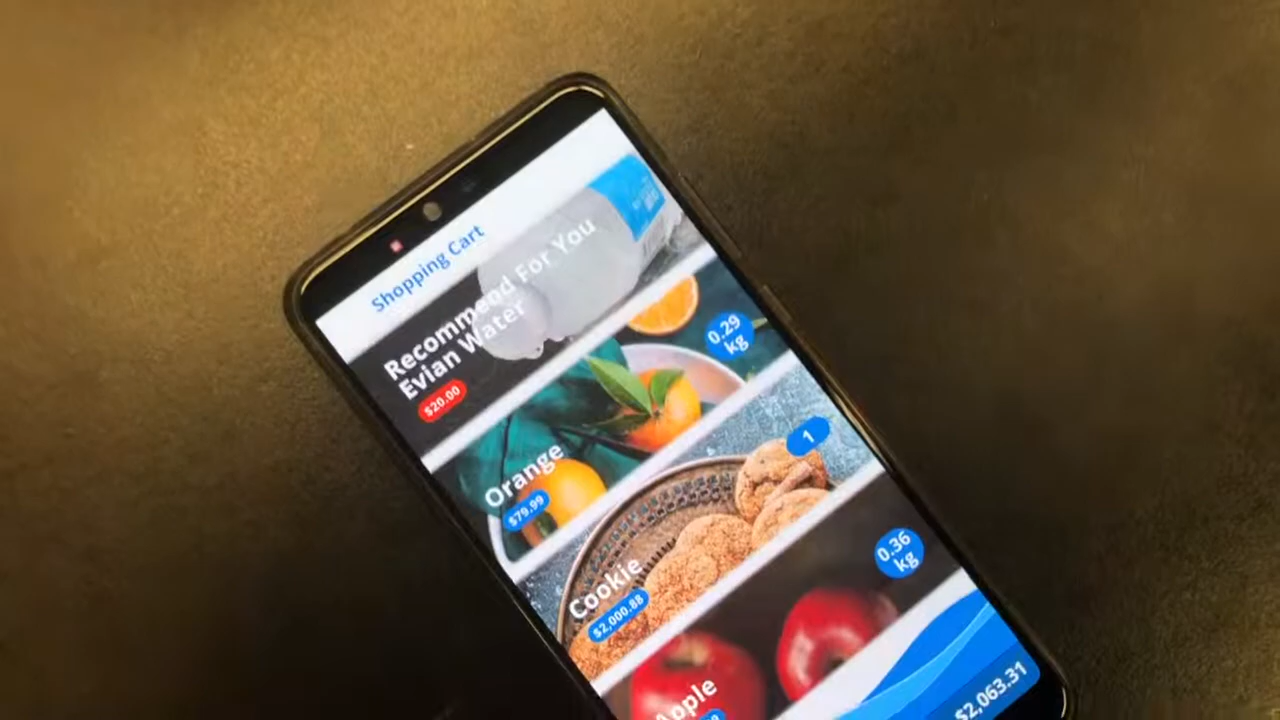 Shopping Cart
Recommend For You
Evian Water
$20.00
0.29
kg
Orange
$79.99
1
Cookie
$2,000.88
0.36
kg
Apple
$2,063.31